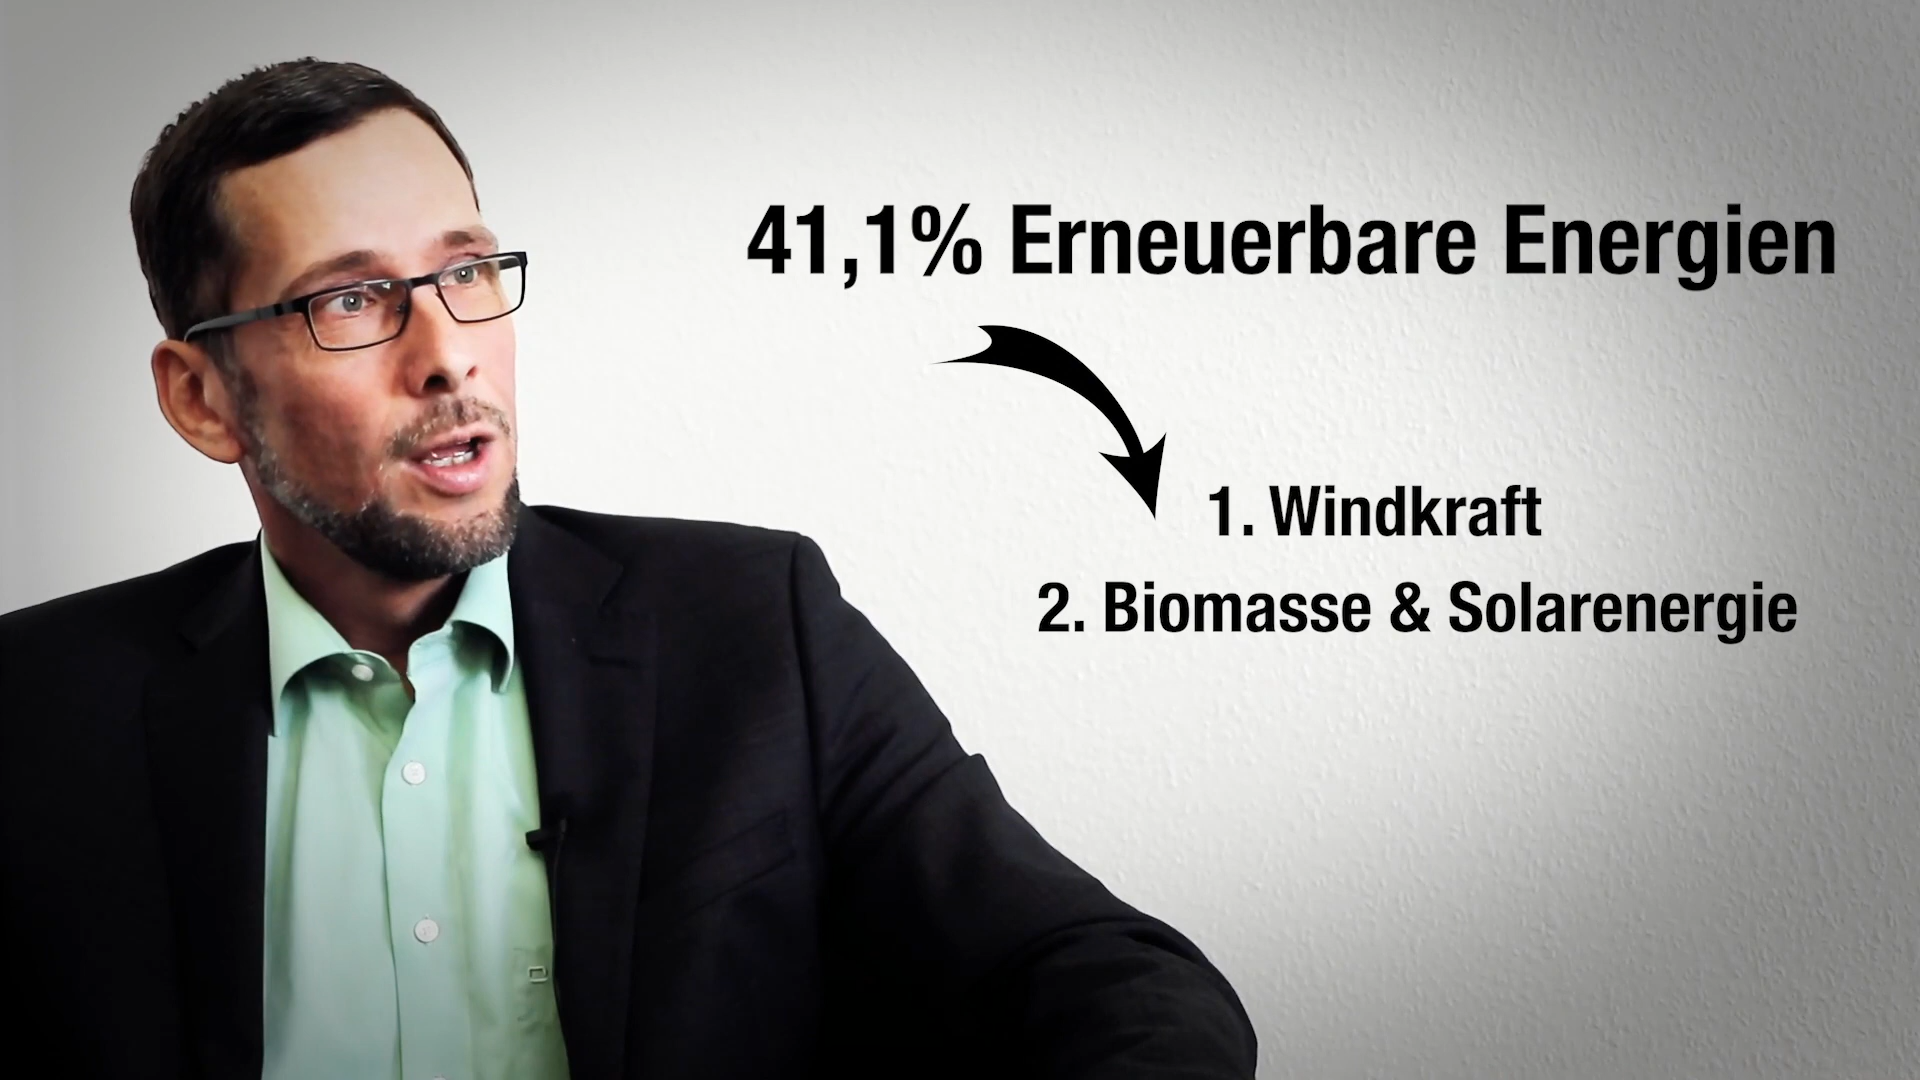 41,1% Erneuerbare Energien
1. Windkraft
2. Biomasse & Solarenergie